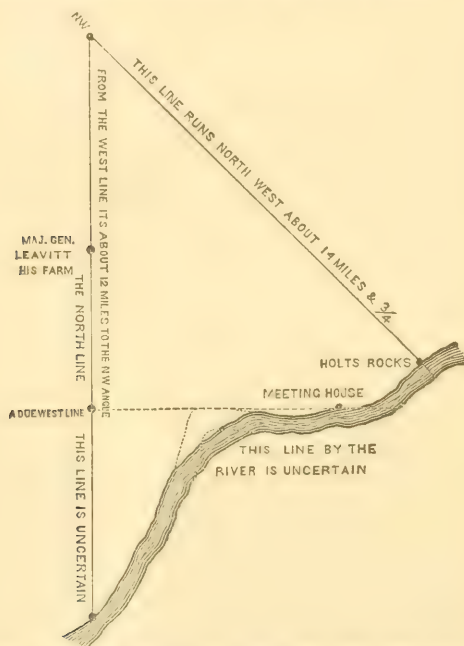 NW
THIS LINE RUNS NORTH WEST ABOUT 14 MILES & 3/4
FROM THE WEST LINE ITS ABOUT 12 MILES TO THE NW ANGLE
MAJ. GEN.
LEAVITT
HIS FARM
THE NORTH LINE
HOLTS ROCKS
MEETING HOUSE
A DUE WEST LINE
THIS LINE BY THE
RIVER IS UNCERTAIN
THIS LINE IS UNCERTAIN